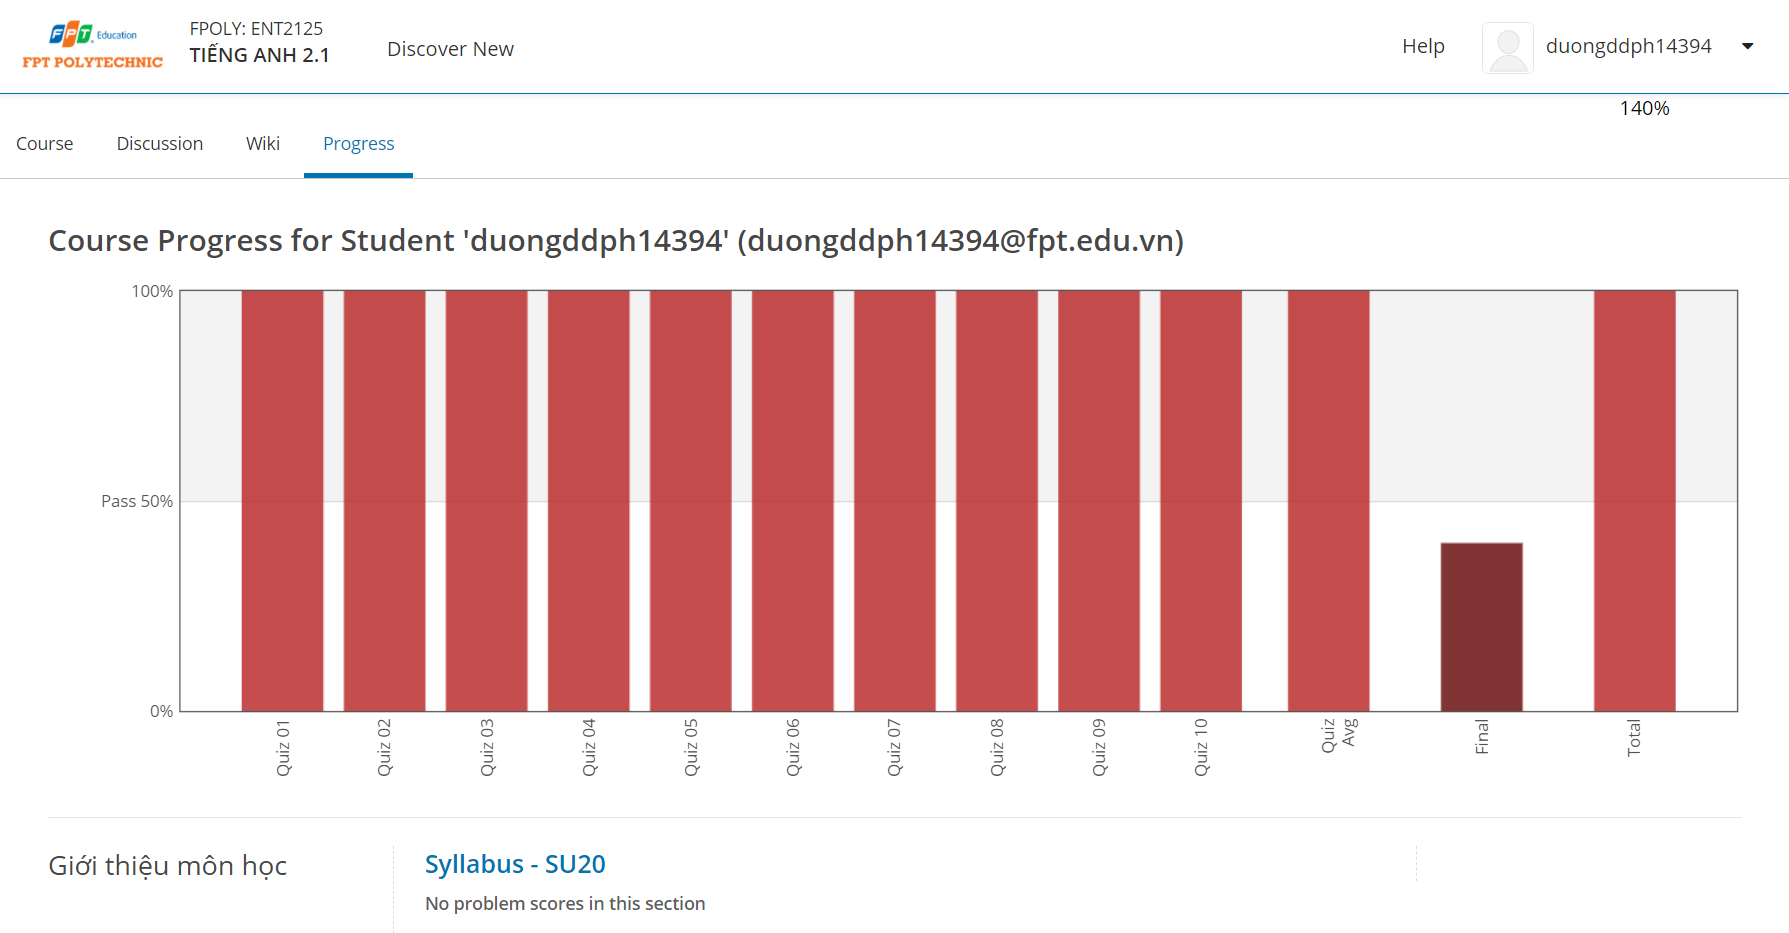 FPT Education
FPT POLYTECHNIC
FPOLY: ENT2125
TIẾNG ANH 2.1
Discover New
Help
duongddph14394
140%
Course
Discussion
Wiki
Progress
Course Progress for Student 'duongddph14394' (duongddph14394@fpt.edu.vn)
100%
Pass 50%
0%
Quiz 01
Quiz 02
Quiz 03
Quiz 04
Quiz 05
Quiz 06
Quiz 07
Quiz 08
Quiz 09
Quiz 10
Quiz
Avg
Final
Total
Giới thiệu môn học
Syllabus - SU20
No problem scores in this section